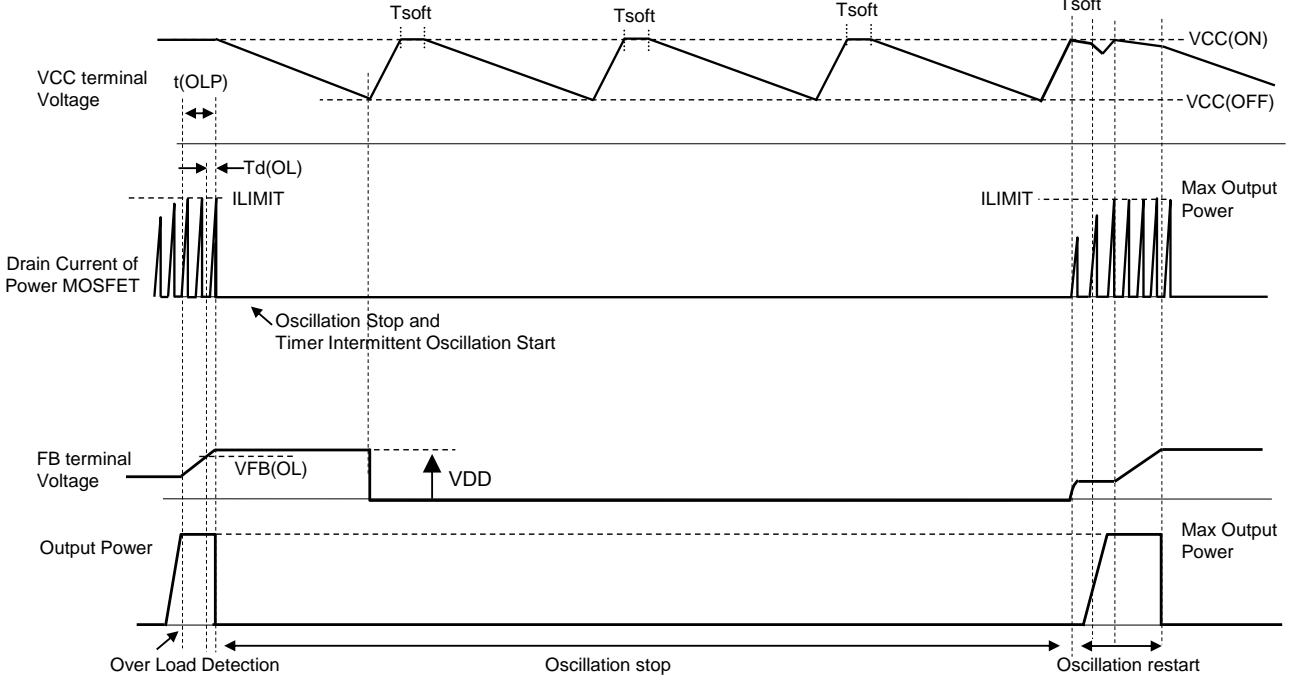 Tsoft
Tsoft
Tsoft
Tsoft
VCC(ON)
VCC terminal
Voltage
t(OLP)
VCC(OFF)
Td(OL)
ILIMIT
ILIMIT
Max Output
Power
Drain Current of
Power MOSFET
Oscillation Stop and
Timer Intermittent Oscillation Start
FB terminal
Voltage
VFB(OL)
VDD
Output Power
Max Output
Power
Over Load Detection
Oscillation stop
Oscillation restart